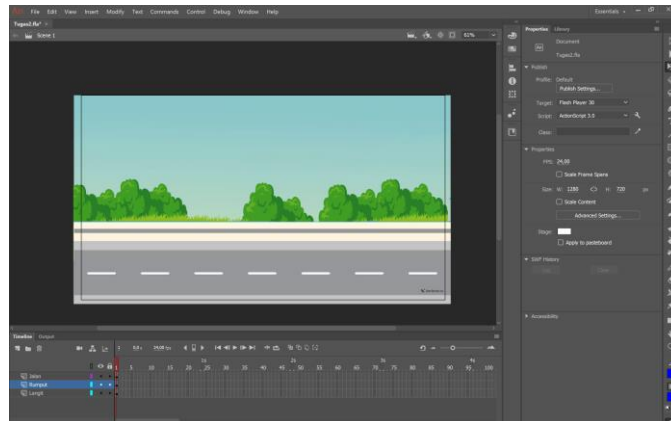 File Edit View Insert Modify Text Commands Control Debug Window Help
Essentials
Tugas2.fla*
Scene 1
Properties Library
Document
Tugas2.fla
Publish
Profile: Default
Publish Settings...
Target: Flash Player 30
Script: ActionScript 3.0
Class:
Properties
FPS: 24,00
Scale Frame Spans
Size W: 1280 H: 720 px
Scale Content
Advanced Settings...
Stage:
Apply to pasteboard
SWF History
Accessibility
Timeline Output
Jalan
Rumput
Langit